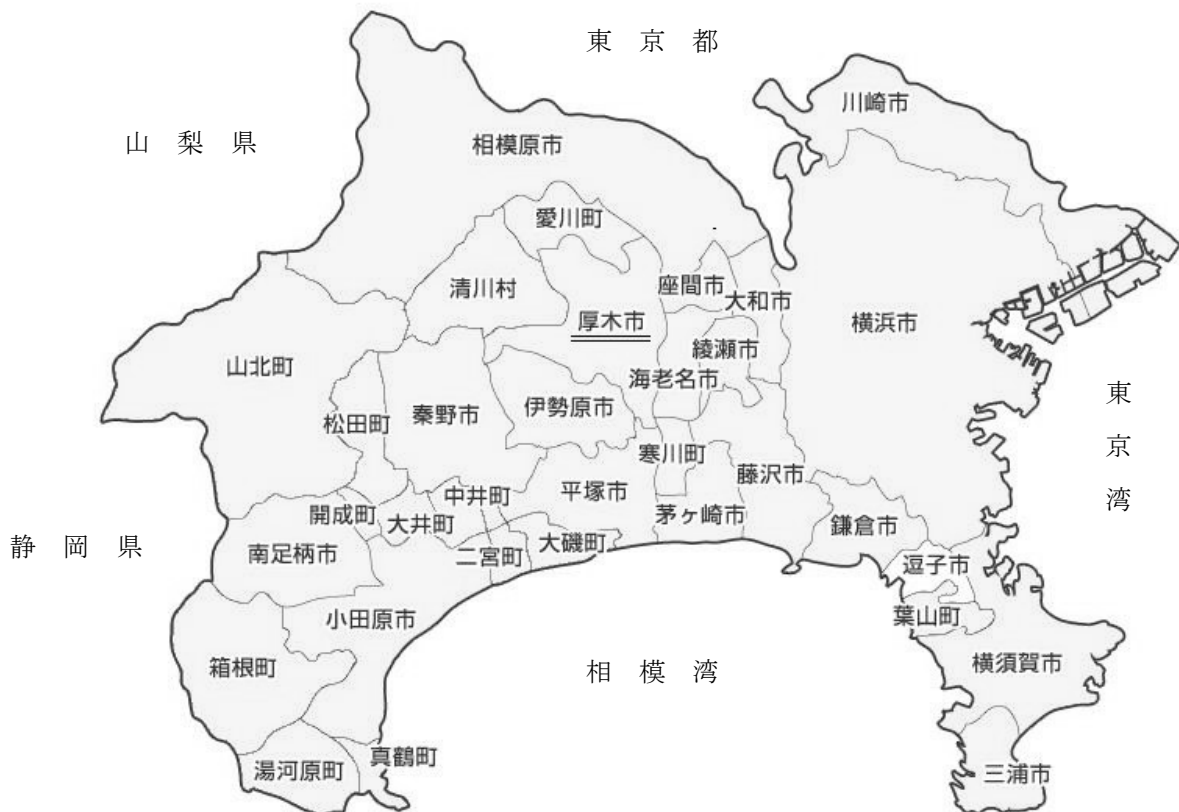 東京都
川崎市
山梨県
相模原市
愛川町
清川村
座間市
大和市
厚木市
横浜市
綾瀬市
山北町
海老名市
伊勢原市
秦野市
松田町
東京湾
寒川町
藤沢市
中井町
平塚市
開成町
大井町
茅ヶ崎市
鎌倉市
静岡県
南足柄市
二宮町
大磯町
逗子市
小田原市
葉山町
箱根町
相模湾
横須賀市
真鶴町
湯河原町
三浦市